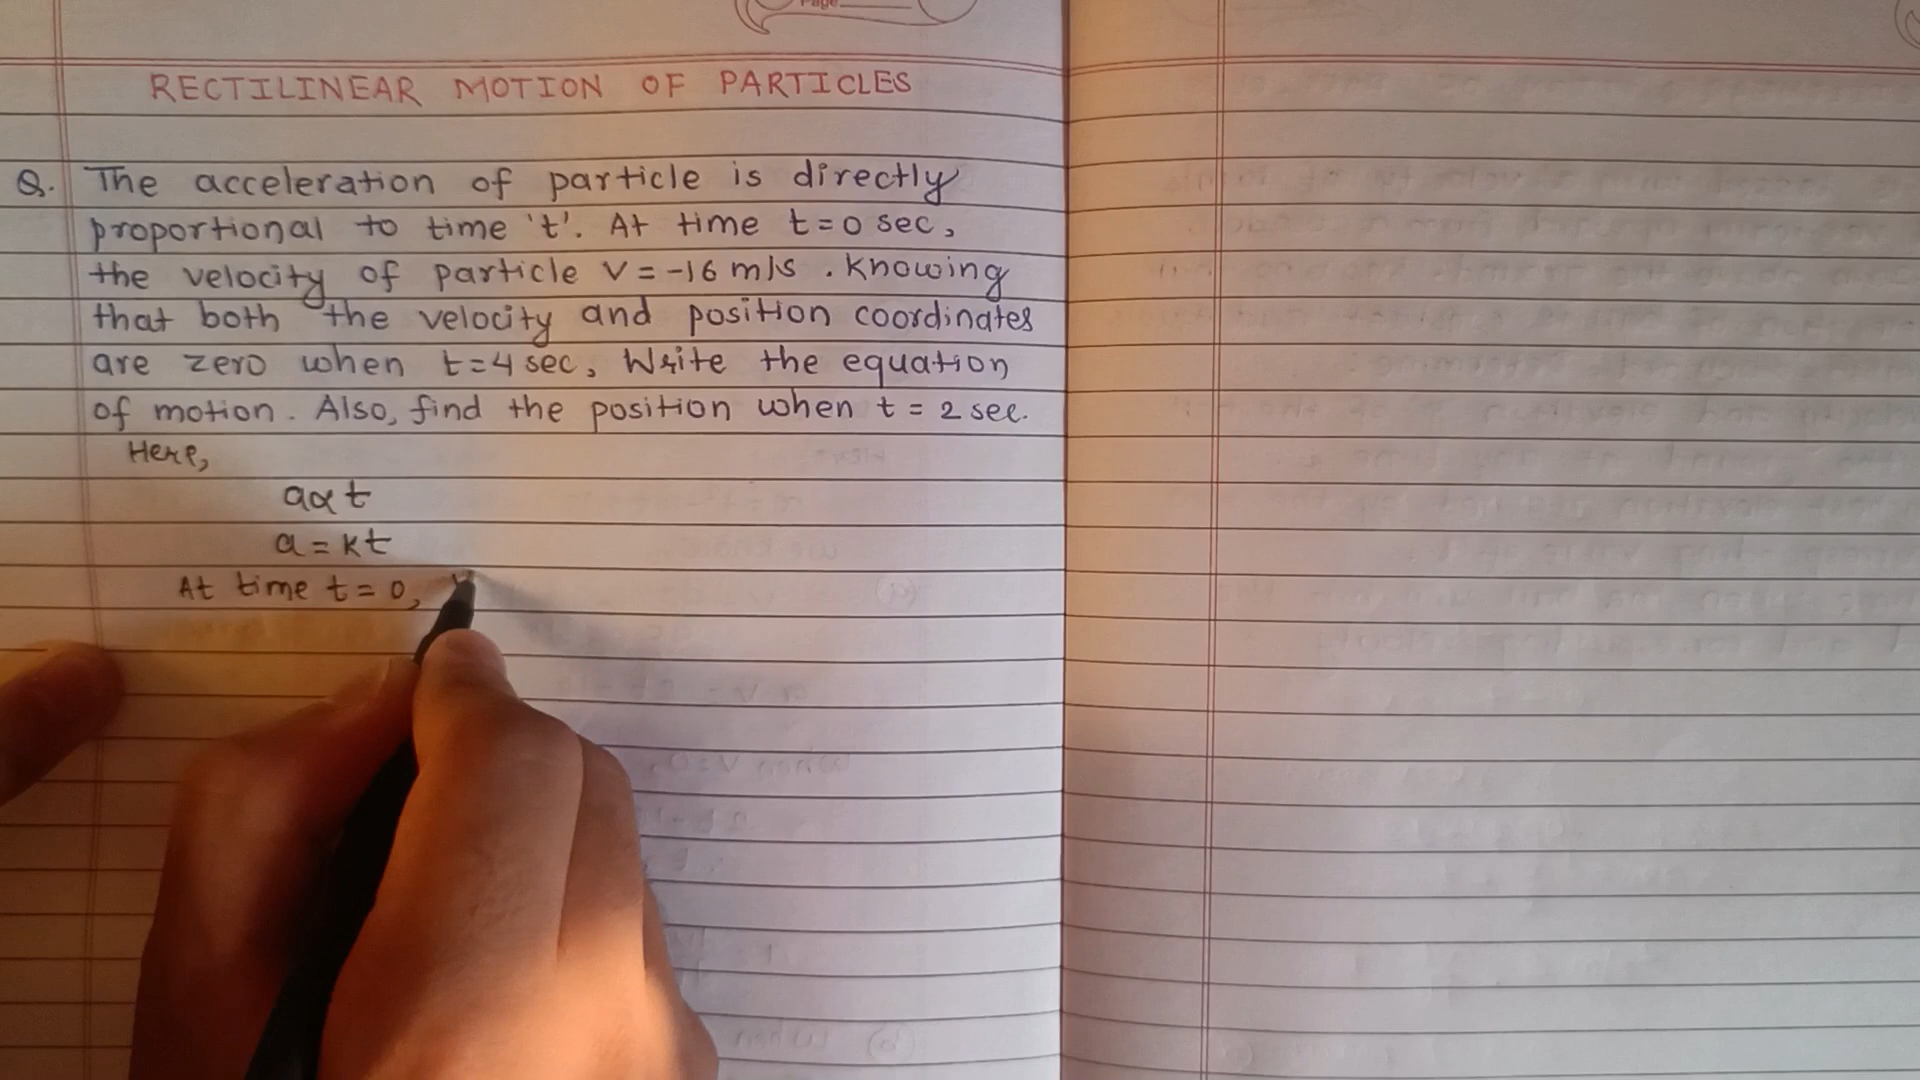 Page
RECTILINEAR MOTION OF PARTICLES
Q. The acceleration of particle is directly
proportional to time 't'. At time t=0 sec,
the velocity of particle V = -16 m/s . Knowing
that both the velocity and position coordinates
are zero when t=4 sec, Write the equation
of motion. Also, find the position when t = 2 sec.
Here,
a∝t
a = kt
At time t = 0,